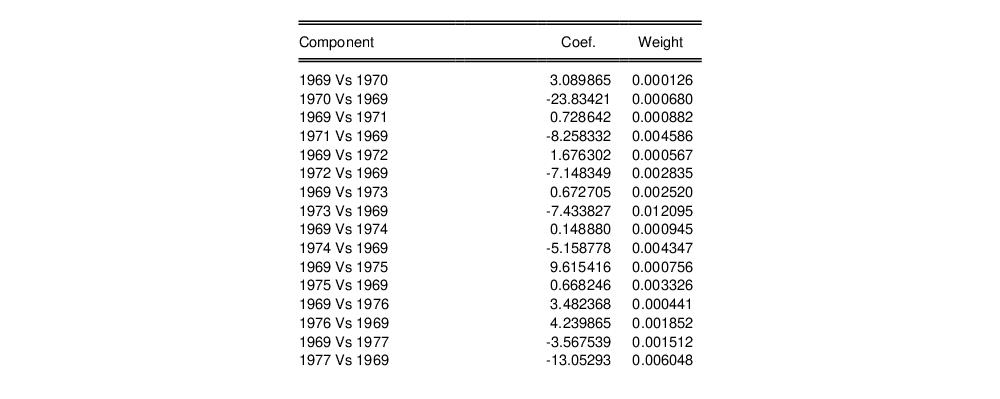 Component Coef. Weight
1969 Vs 1970 3.089865 0.000126
1970 Vs 1969 -23.83421 0.000680
1969 Vs 1971 0.728642 0.000882
1971 Vs 1969 -8.258332 0.004586
1969 Vs 1972 1.676302 0.000567
1972 Vs 1969 -7.148349 0.002835
1969 Vs 1973 0.672705 0.002520
1973 Vs 1969 -7.433827 0.012095
1969 Vs 1974 0.148880 0.000945
1974 Vs 1969 -5.158778 0.004347
1969 Vs 1975 9.615416 0.000756
1975 Vs 1969 0.668246 0.003326
1969 Vs 1976 3.482368 0.000441
1976 Vs 1969 4.239865 0.001852
1969 Vs 1977 -3.567539 0.001512
1977 Vs 1969 -13.05293 0.006048